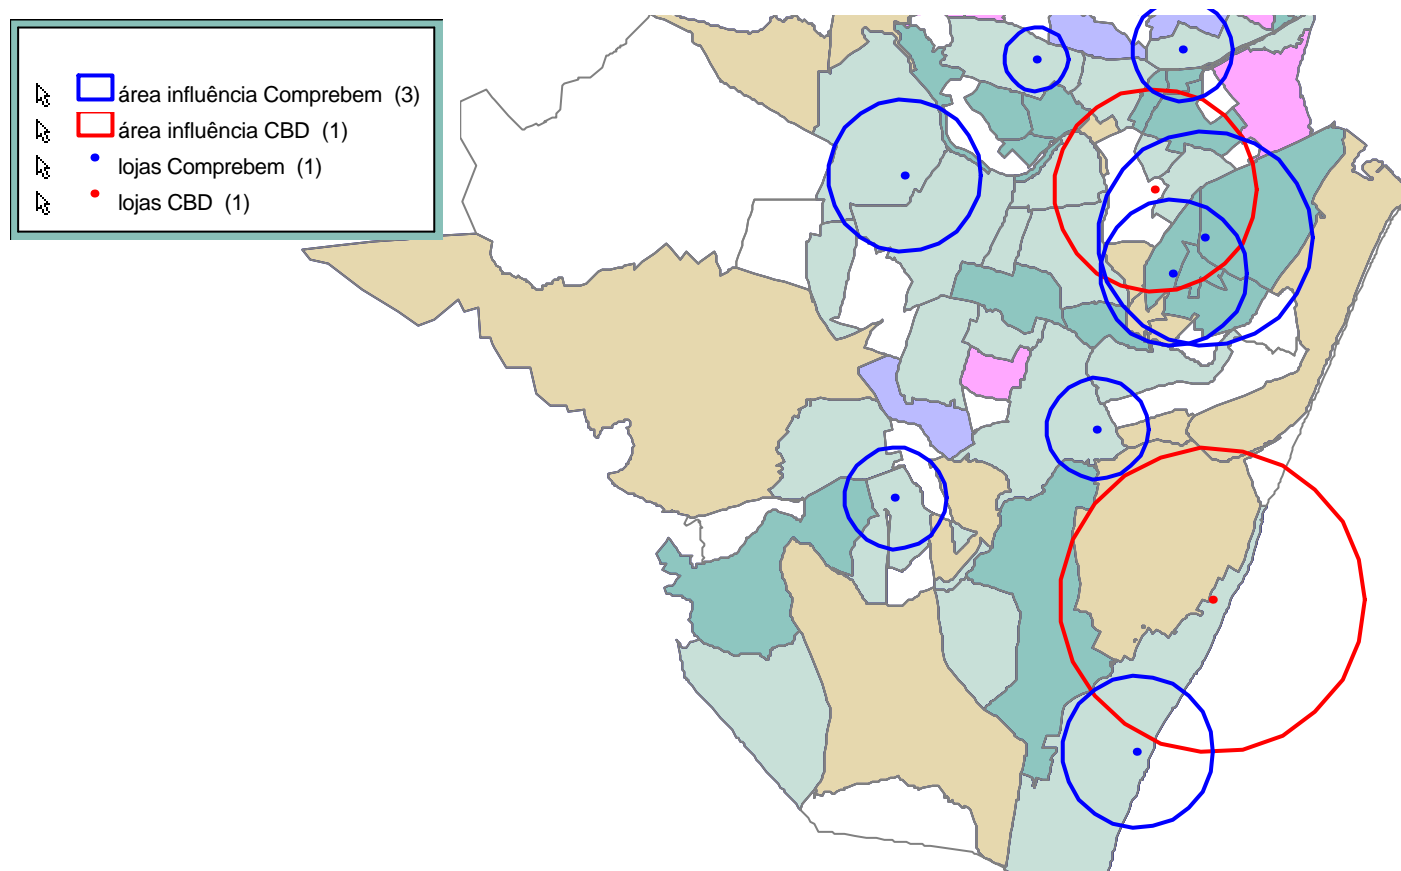 área influência Comprebem (3)
área influência CBD (1)
lojas Comprebem (1)
lojas CBD (1)